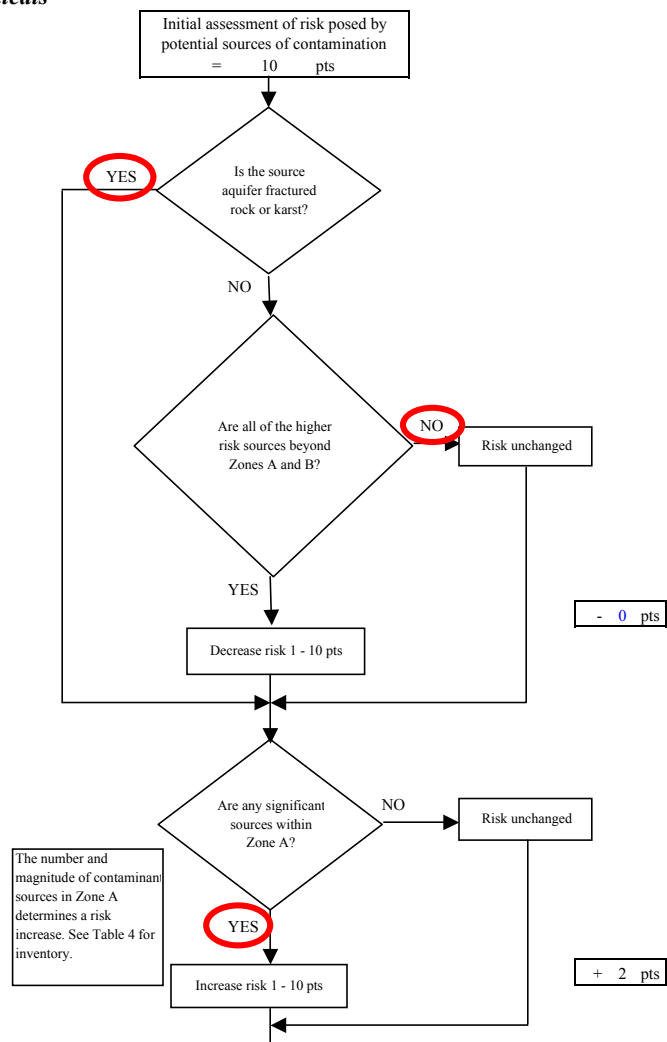 Initial assessment of risk posed by
potential sources of contamination
= 10 pts
YES
Is the source
aquifer fractured
rock or karst?
NO
Are all of the higher
risk sources beyond
Zones A and B?
NO
Risk unchanged
YES
- 0 pts
Decrease risk 1 - 10 pts
Are any significant
sources within
Zone A?
NO
Risk unchanged
The number and
magnitude of contaminant
sources in Zone A
determines a risk
increase. See Table 4 for
inventory.
YES
+ 2 pts
Increase risk 1 - 10 pts